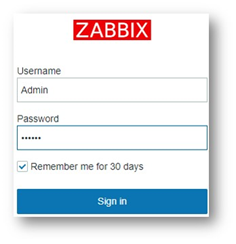 ZABBIX
Username
Admin
Password
••••••
Remember me for 30 days
Sign in